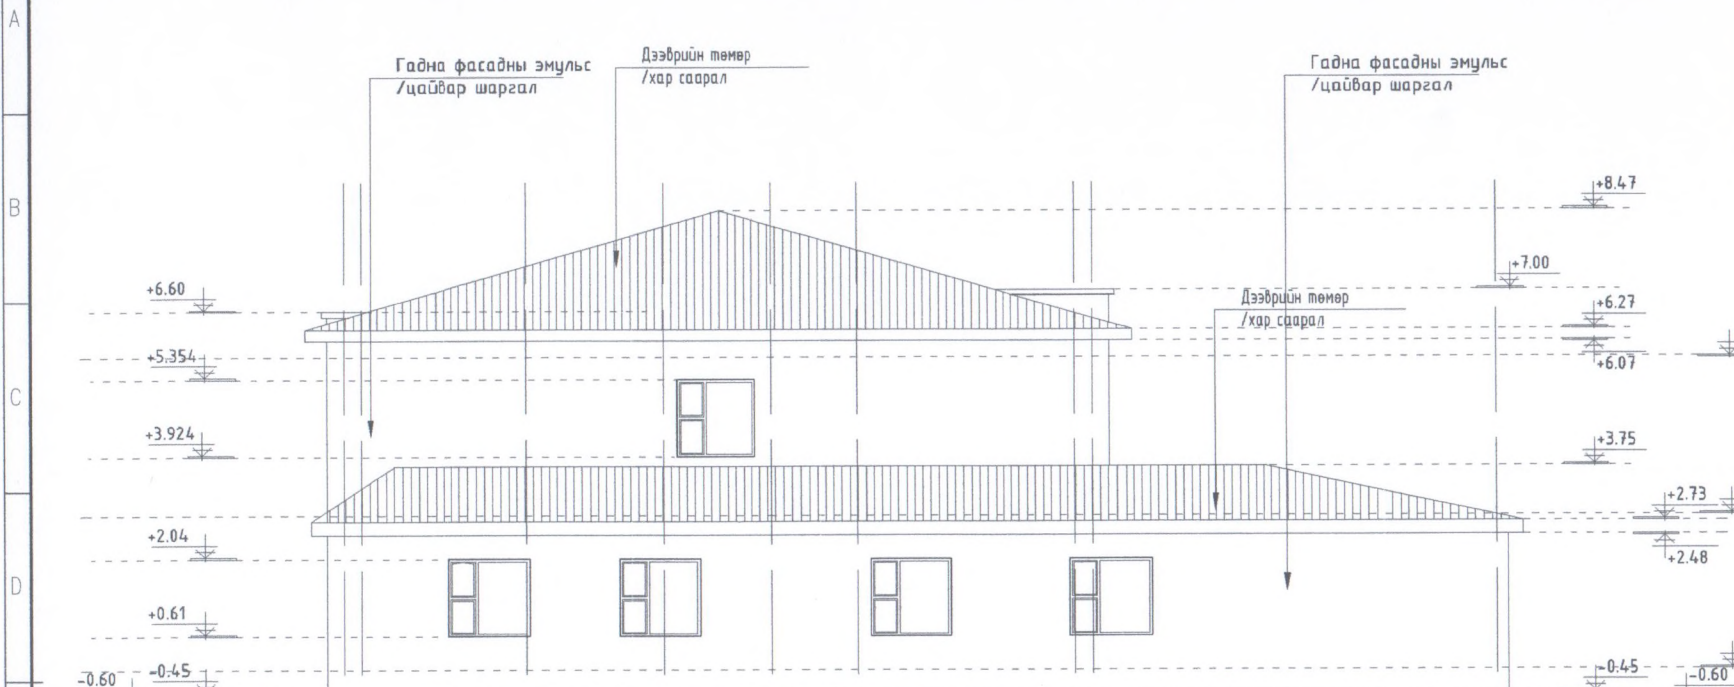 A
Гадна фасадны эмульс
/цайвар шаргал
Дээврийн төмөр
/хар саарал
Гадна фасадны эмульс
/цайвар шаргал
B
+8.47
+7.00
+6.60
Дээврийн төмөр
/хар саарал
+6.27
+5.354
+6.07
C
+3.924
+3.75
+2.73
+2.04
+2.48
D
+0.61
-0.60
-0.45
-0.45
-0.60